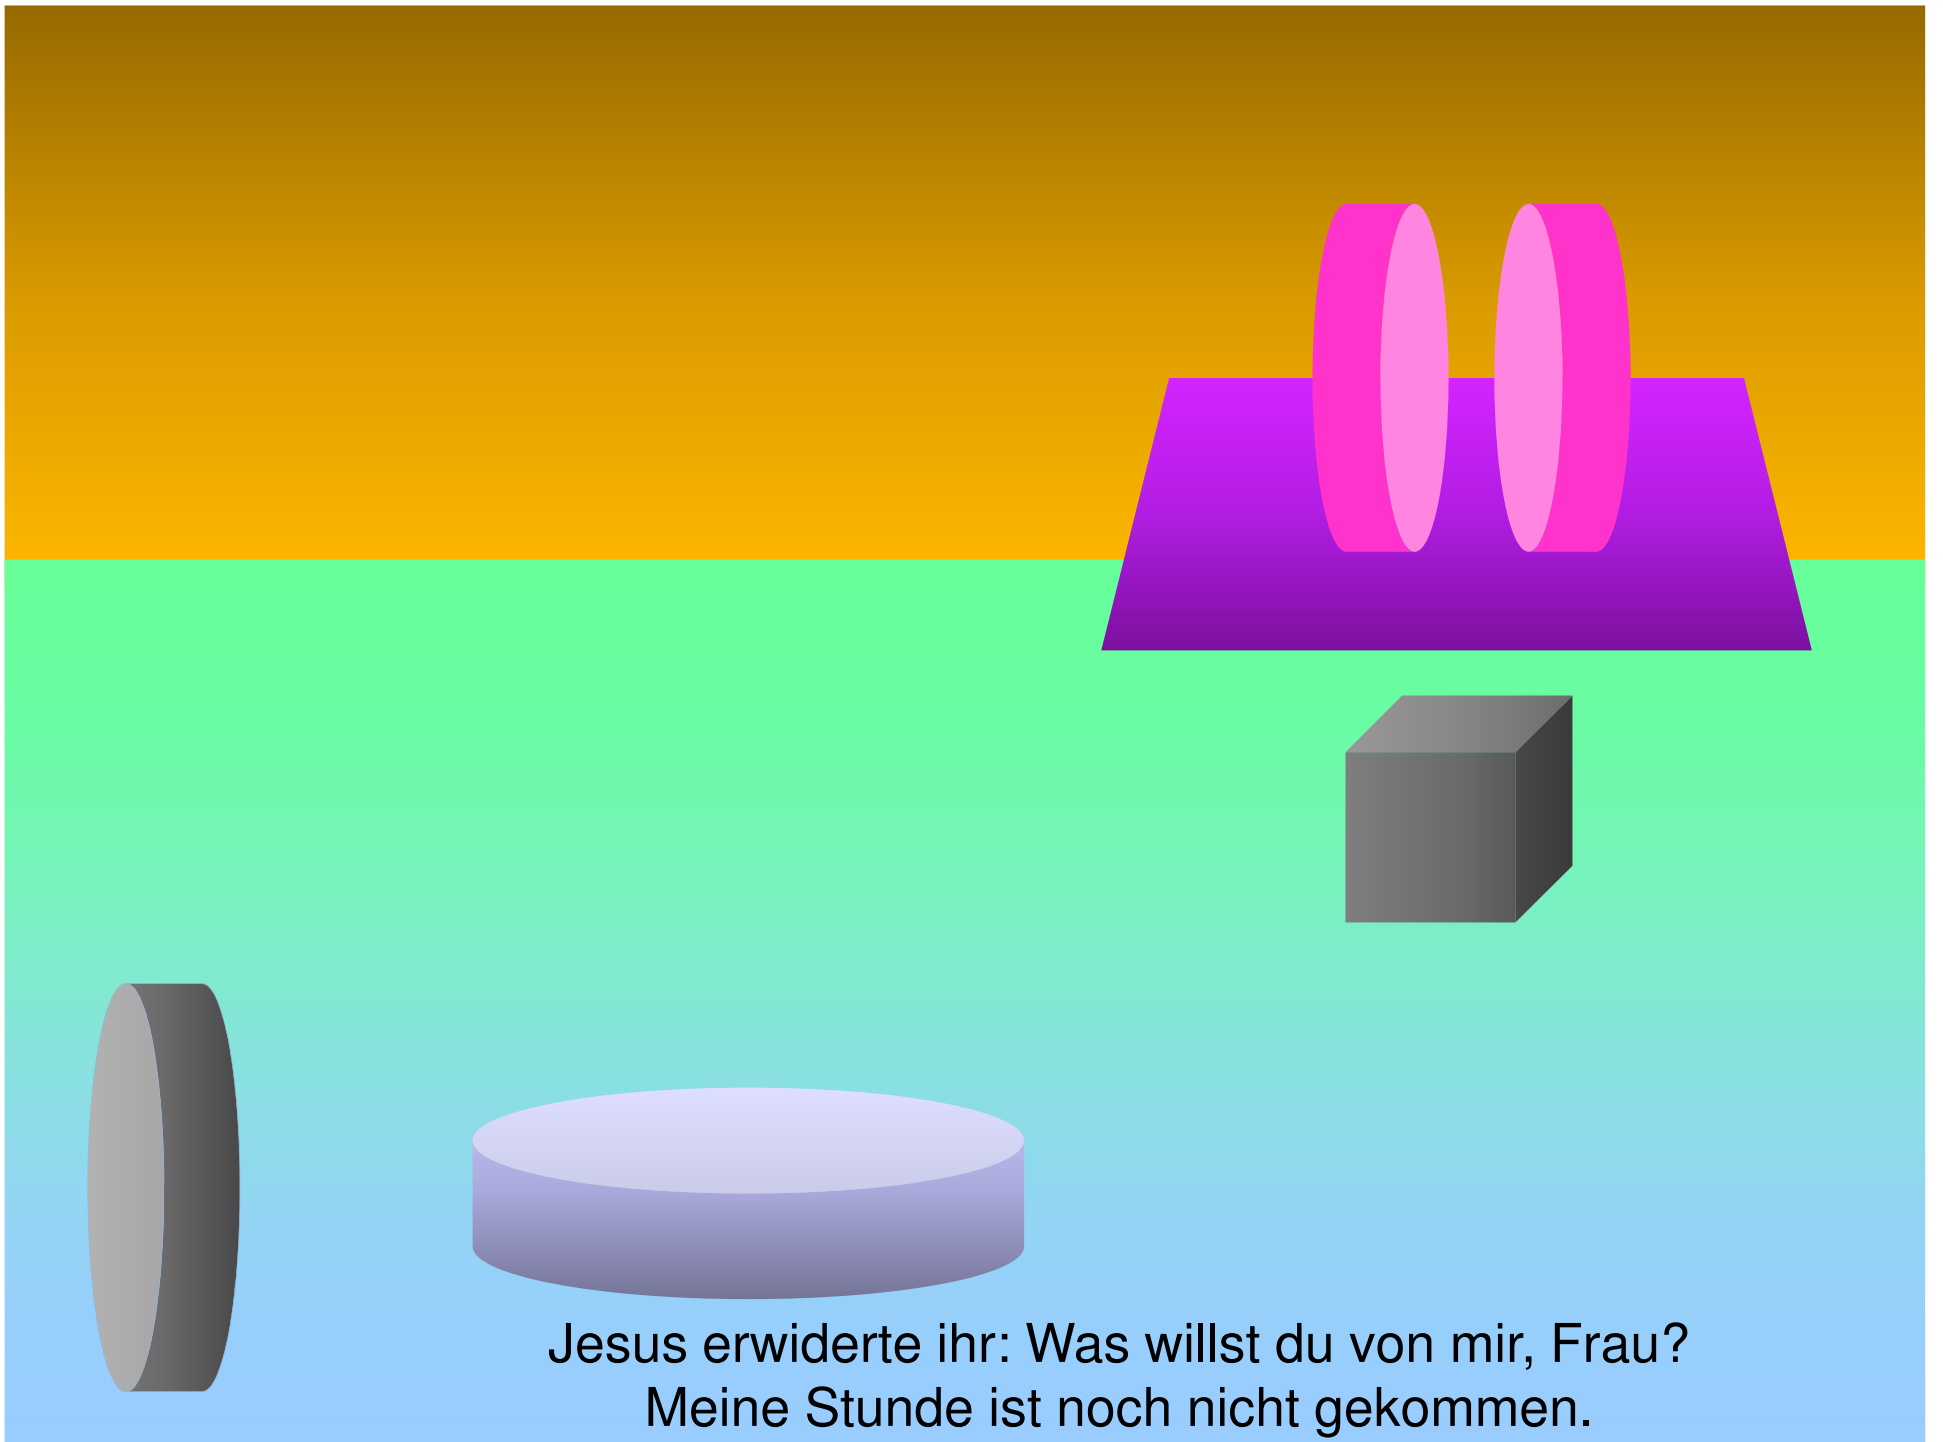 Jesus erwiderte ihr: Was willst du von mir, Frau?
Meine Stunde ist noch nicht gekommen.